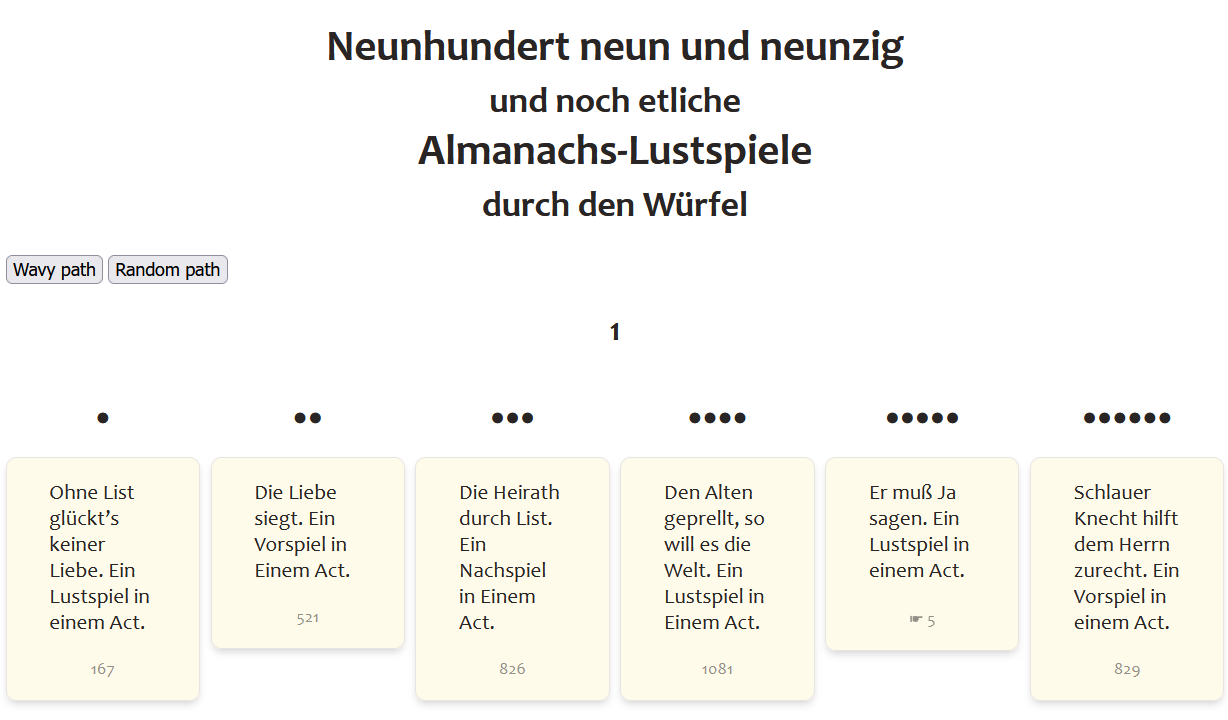 Neunhundert neun und neunzig
und noch etliche
Almanachs-Lustspiele
durch den Würfel
Wavy path Random path
1
Ohne List
glückt’s
keiner
Liebe. Ein
Lustspiel in
einem Act.
167
Die Liebe
siegt. Ein
Vorspiel in
Einem Act.
521
Die Heirath
durch List.
Ein
Nachspiel
in Einem
Act.
826
Den Alten
geprellt, so
will es die
Welt. Ein
Lustspiel in
Einem Act.
1081
Er muß Ja
sagen. Ein
Lustspiel in
einem Act.
☛ 5
Schlauer
Knecht hilft
dem Herrn
zurecht. Ein
Vorspiel in
einem Act.
829